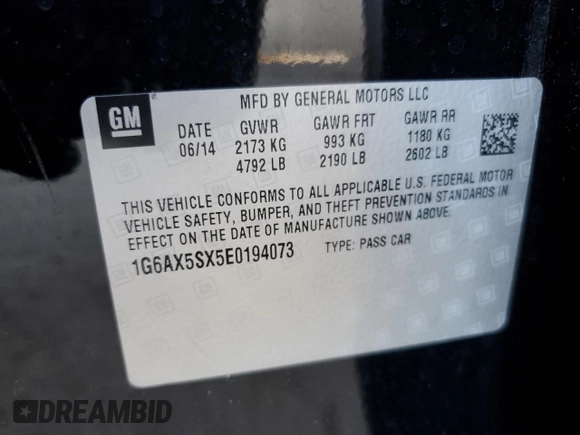 GM
MFD BY GENERAL MOTORS LLC
DATE GVWR GAWR FRT GAWR RR
06/14 2173 KG 993 KG 1180 KG
4792 LB 2190 LB 2602 LB
THIS VEHICLE CONFORMS TO ALL APPLICABLE U.S. FEDERAL MOTOR
VEHICLE SAFETY, BUMPER, AND THEFT PREVENTION STANDARDS IN
EFFECT ON THE DATE OF MANUFACTURE SHOWN ABOVE.
1G6AX5SX5E0194073 TYPE: PASS CAR
DREAMBID